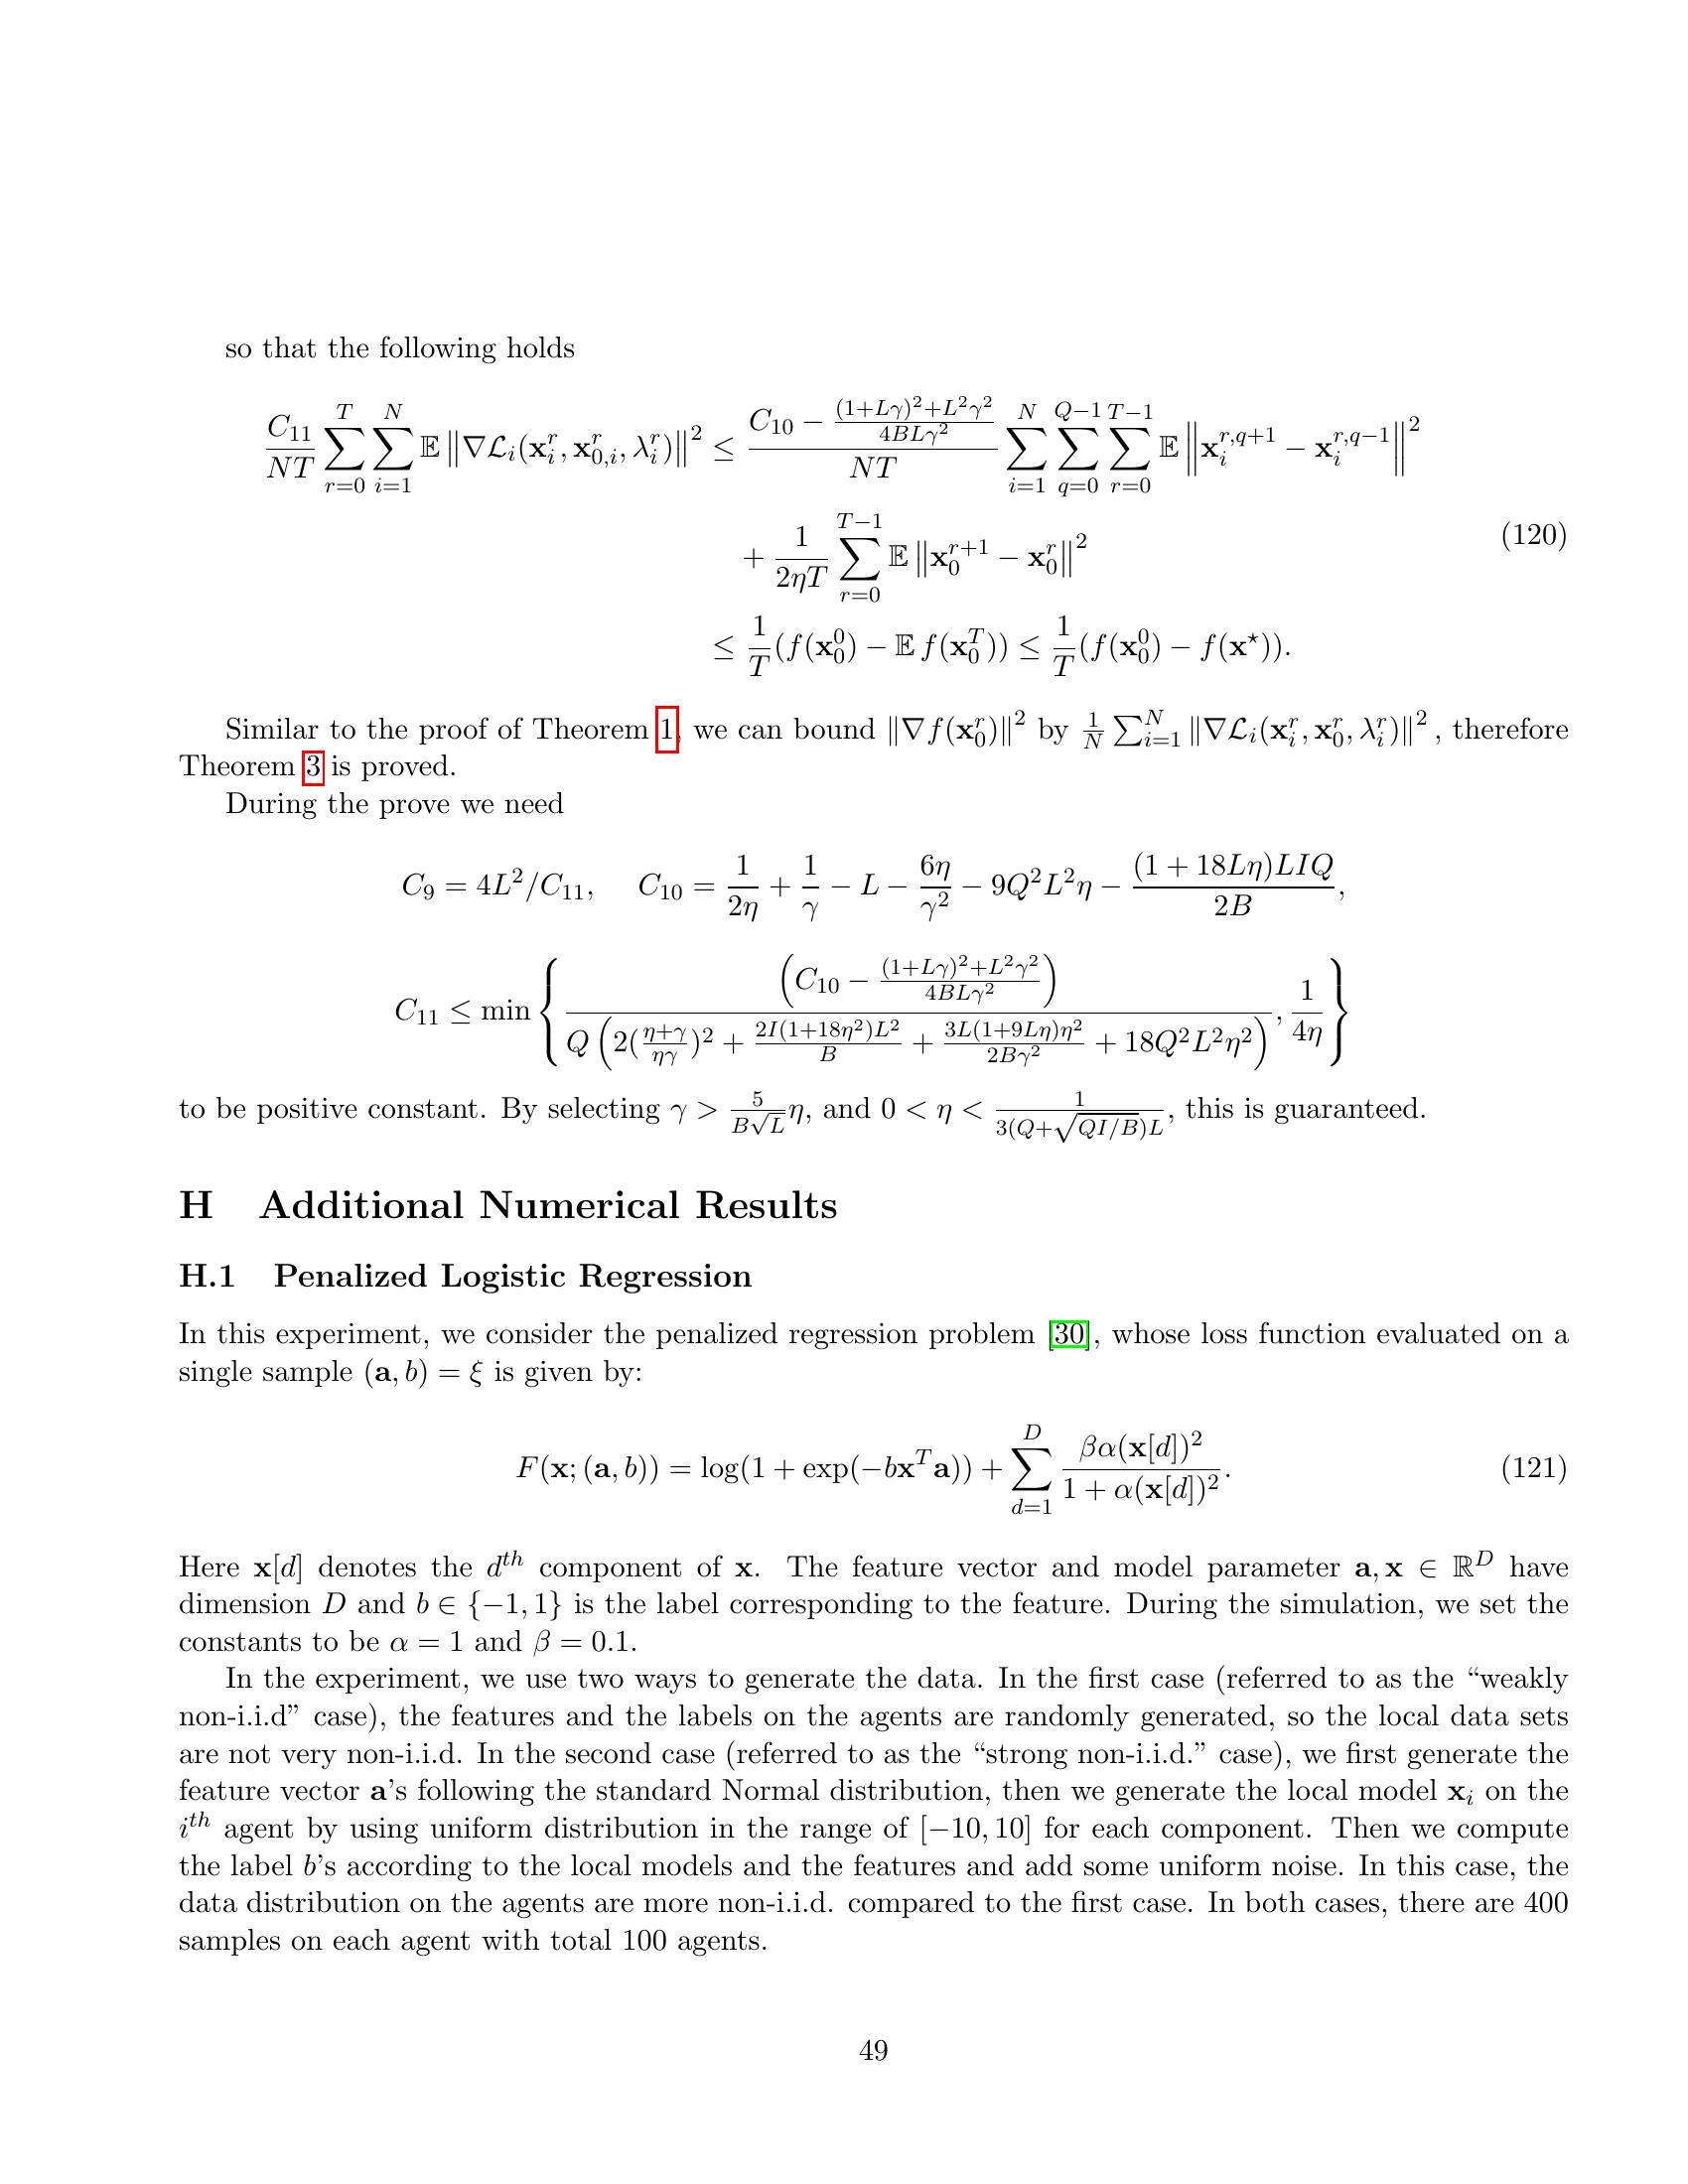 so that the following holds
$$\frac{C_{11}}{NT}\sum_{r=0}^{T}\sum_{i=1}^{N}\mathbb{E}\left\|\nabla\mathcal{L}_i(\mathbf{x}_i^r,\mathbf{x}_{0,i}^r,\lambda_i^r)\right\|^2 \leq \frac{C_{10}-\frac{(1+L\gamma)^2+L^2\gamma^2}{4BL\gamma^2}}{NT}\sum_{i=1}^{N}\sum_{q=0}^{Q-1}\sum_{r=0}^{T-1}\mathbb{E}\left\|\mathbf{x}_i^{r,q+1}-\mathbf{x}_i^{r,q-1}\right\|^2$$
$$+\frac{1}{2\eta T}\sum_{r=0}^{T-1}\mathbb{E}\left\|\mathbf{x}_0^{r+1}-\mathbf{x}_0^r\right\|^2 \quad (120)$$
$$\leq \frac{1}{T}(f(\mathbf{x}_0^0)-\mathbb{E}\,f(\mathbf{x}_0^T)) \leq \frac{1}{T}(f(\mathbf{x}_0^0)-f(\mathbf{x}^\star)).$$
Similar to the proof of Theorem 1, we can bound $\|\nabla f(\mathbf{x}_0^r)\|^2$ by $\frac{1}{N}\sum_{i=1}^{N}\|\nabla\mathcal{L}_i(\mathbf{x}_i^r,\mathbf{x}_0^r,\lambda_i^r)\|^2$, therefore
Theorem 3 is proved.
During the prove we need
$$C_9=4L^2/C_{11},\quad C_{10}=\frac{1}{2\eta}+\frac{1}{\gamma}-L-\frac{6\eta}{\gamma^2}-9Q^2L^2\eta-\frac{(1+18L\eta)LIQ}{2B},$$
$$C_{11}\leq\min\left\{\frac{\left(C_{10}-\frac{(1+L\gamma)^2+L^2\gamma^2}{4BL\gamma^2}\right)}{Q\left(2(\frac{\eta+\gamma}{\eta\gamma})^2+\frac{2I(1+18\eta^2)L^2}{B}+\frac{3L(1+9L\eta)\eta^2}{2B\gamma^2}+18Q^2L^2\eta^2\right)},\frac{1}{4\eta}\right\}$$
to be positive constant. By selecting $\gamma>\frac{5}{B\sqrt{L}}\eta$, and $0<\eta<\frac{1}{3(Q+\sqrt{QI/B})L}$, this is guaranteed.
H Additional Numerical Results
H.1 Penalized Logistic Regression
In this experiment, we consider the penalized regression problem [30], whose loss function evaluated on a
single sample $(\mathbf{a},b)=\xi$ is given by:
$$F(\mathbf{x};(\mathbf{a},b))=\log(1+\exp(-b\mathbf{x}^T\mathbf{a}))+\sum_{d=1}^{D}\frac{\beta\alpha(\mathbf{x}[d])^2}{1+\alpha(\mathbf{x}[d])^2}. \quad (121)$$
Here $\mathbf{x}[d]$ denotes the $d^{th}$ component of $\mathbf{x}$. The feature vector and model parameter $\mathbf{a},\mathbf{x}\in\mathbb{R}^D$ have
dimension $D$ and $b\in\{-1,1\}$ is the label corresponding to the feature. During the simulation, we set the
constants to be $\alpha=1$ and $\beta=0.1$.
In the experiment, we use two ways to generate the data. In the first case (referred to as the “weakly
non-i.i.d” case), the features and the labels on the agents are randomly generated, so the local data sets
are not very non-i.i.d. In the second case (referred to as the “strong non-i.i.d.” case), we first generate the
feature vector $\mathbf{a}$'s following the standard Normal distribution, then we generate the local model $\mathbf{x}_i$ on the
$i^{th}$ agent by using uniform distribution in the range of $[-10,10]$ for each component. Then we compute
the label $b$'s according to the local models and the features and add some uniform noise. In this case, the
data distribution on the agents are more non-i.i.d. compared to the first case. In both cases, there are 400
samples on each agent with total 100 agents.
49